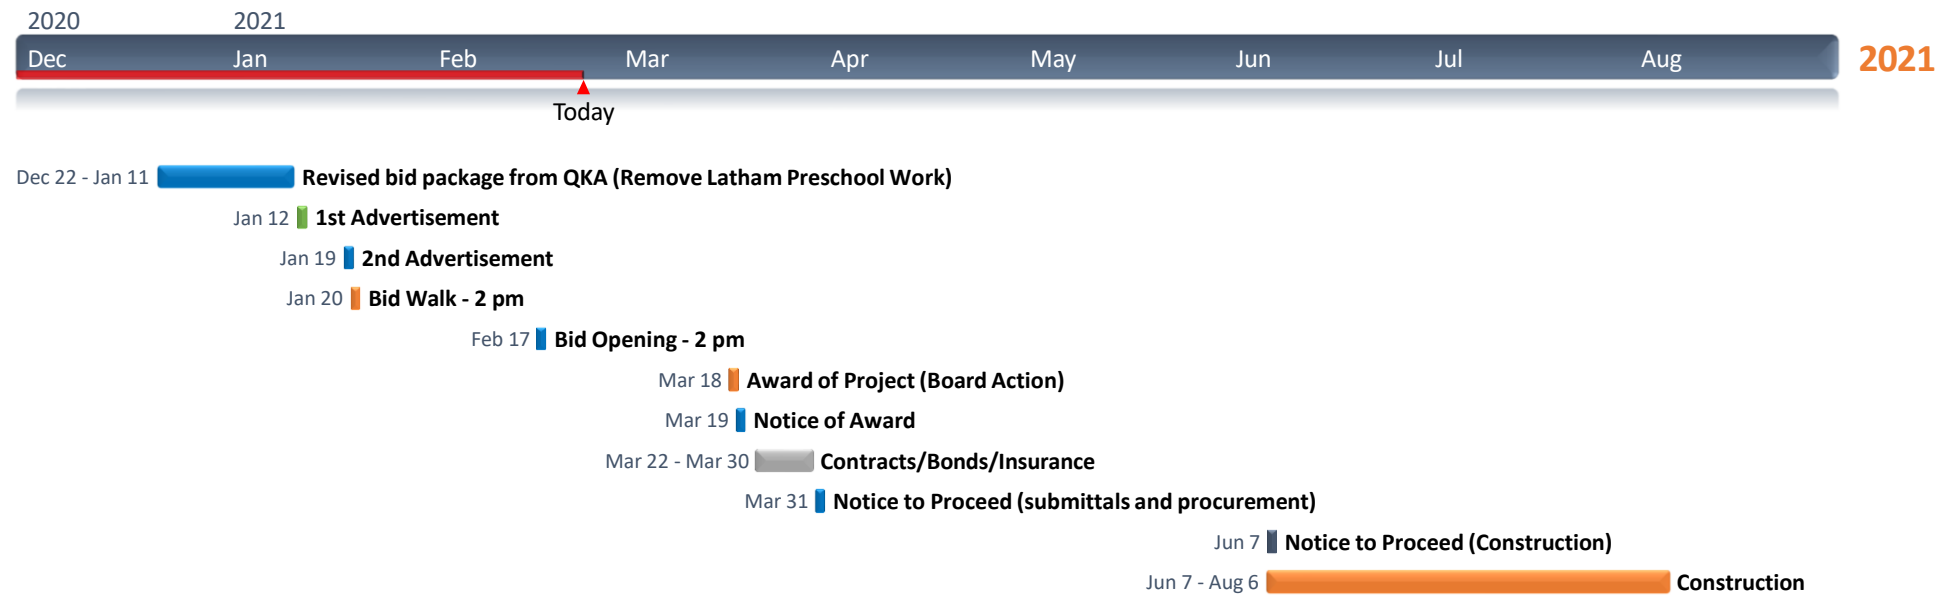 2020 2021
Dec Jan Feb Mar Apr May Jun Jul Aug 2021
Today
Dec 22 - Jan 11 Revised bid package from QKA (Remove Latham Preschool Work)
Jan 12 1st Advertisement
Jan 19 2nd Advertisement
Jan 20 Bid Walk - 2 pm
Feb 17 Bid Opening - 2 pm
Mar 18 Award of Project (Board Action)
Mar 19 Notice of Award
Mar 22 - Mar 30 Contracts/Bonds/Insurance
Mar 31 Notice to Proceed (submittals and procurement)
Jun 7 Notice to Proceed (Construction)
Jun 7 - Aug 6 Construction